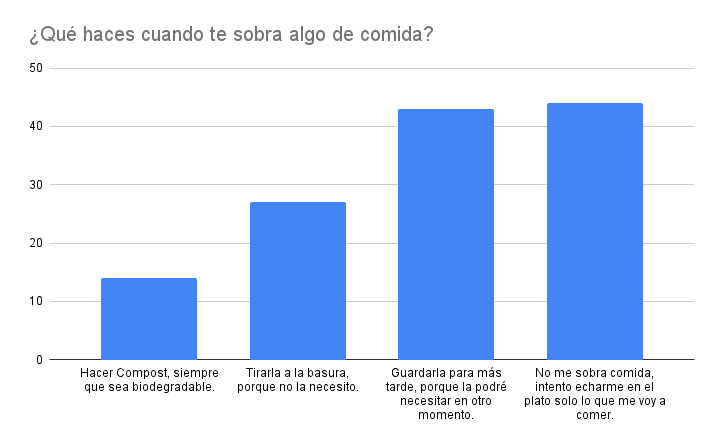 ¿Qué haces cuando te sobra algo de comida?
50
40
30
20
10
0
Hacer Compost, siempre
que sea biodegradable.
Tirarla a la basura,
porque no la necesito.
Guardarla para más
tarde, porque la podré
necesitar en otro
momento.
No me sobra comida,
intento echarme en el
plato solo lo que me voy a
comer.